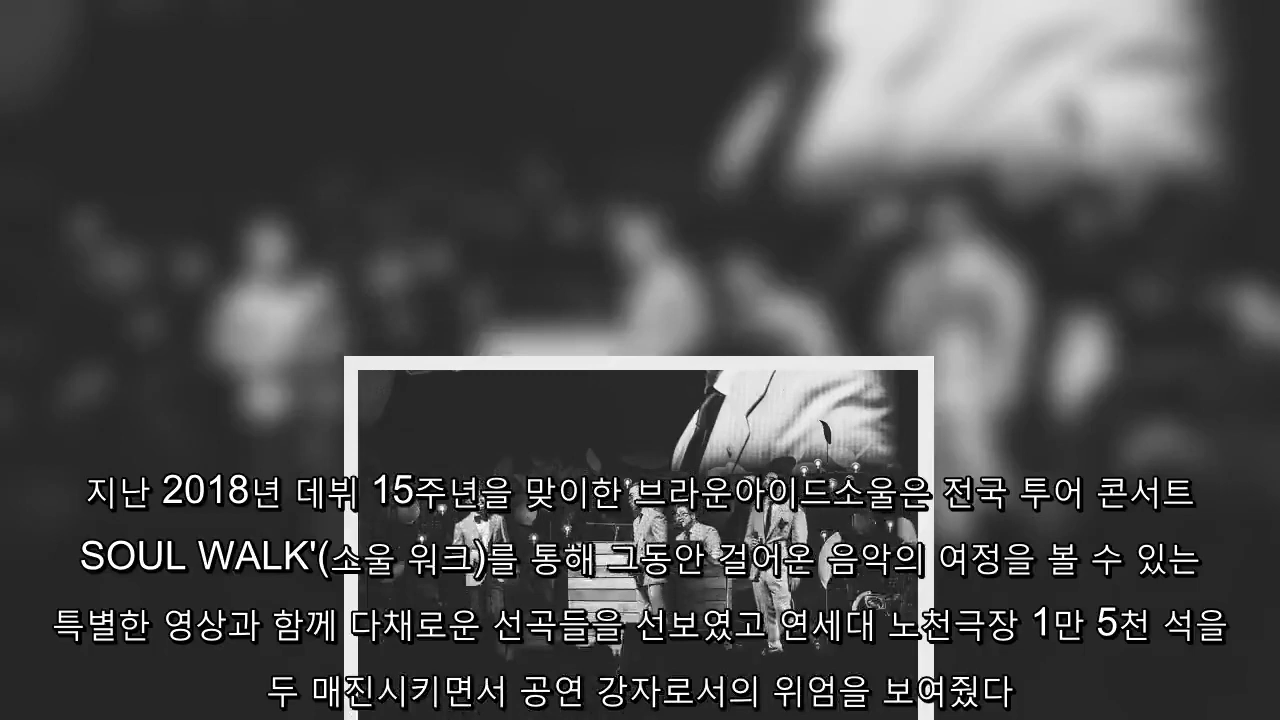 지난 2018년 데뷔 15주년을 맞이한 브라운아이드소울은 전국 투어 콘서트
SOUL WALK'(소울 워크)를 통해 그동안 걸어온 음악의 여정을 볼 수 있는
특별한 영상과 함께 다채로운 선곡들을 선보였고 연세대 노천극장 1만 5천 석을
두 매진시키면서 공연 강자로서의 위엄을 보여줬다